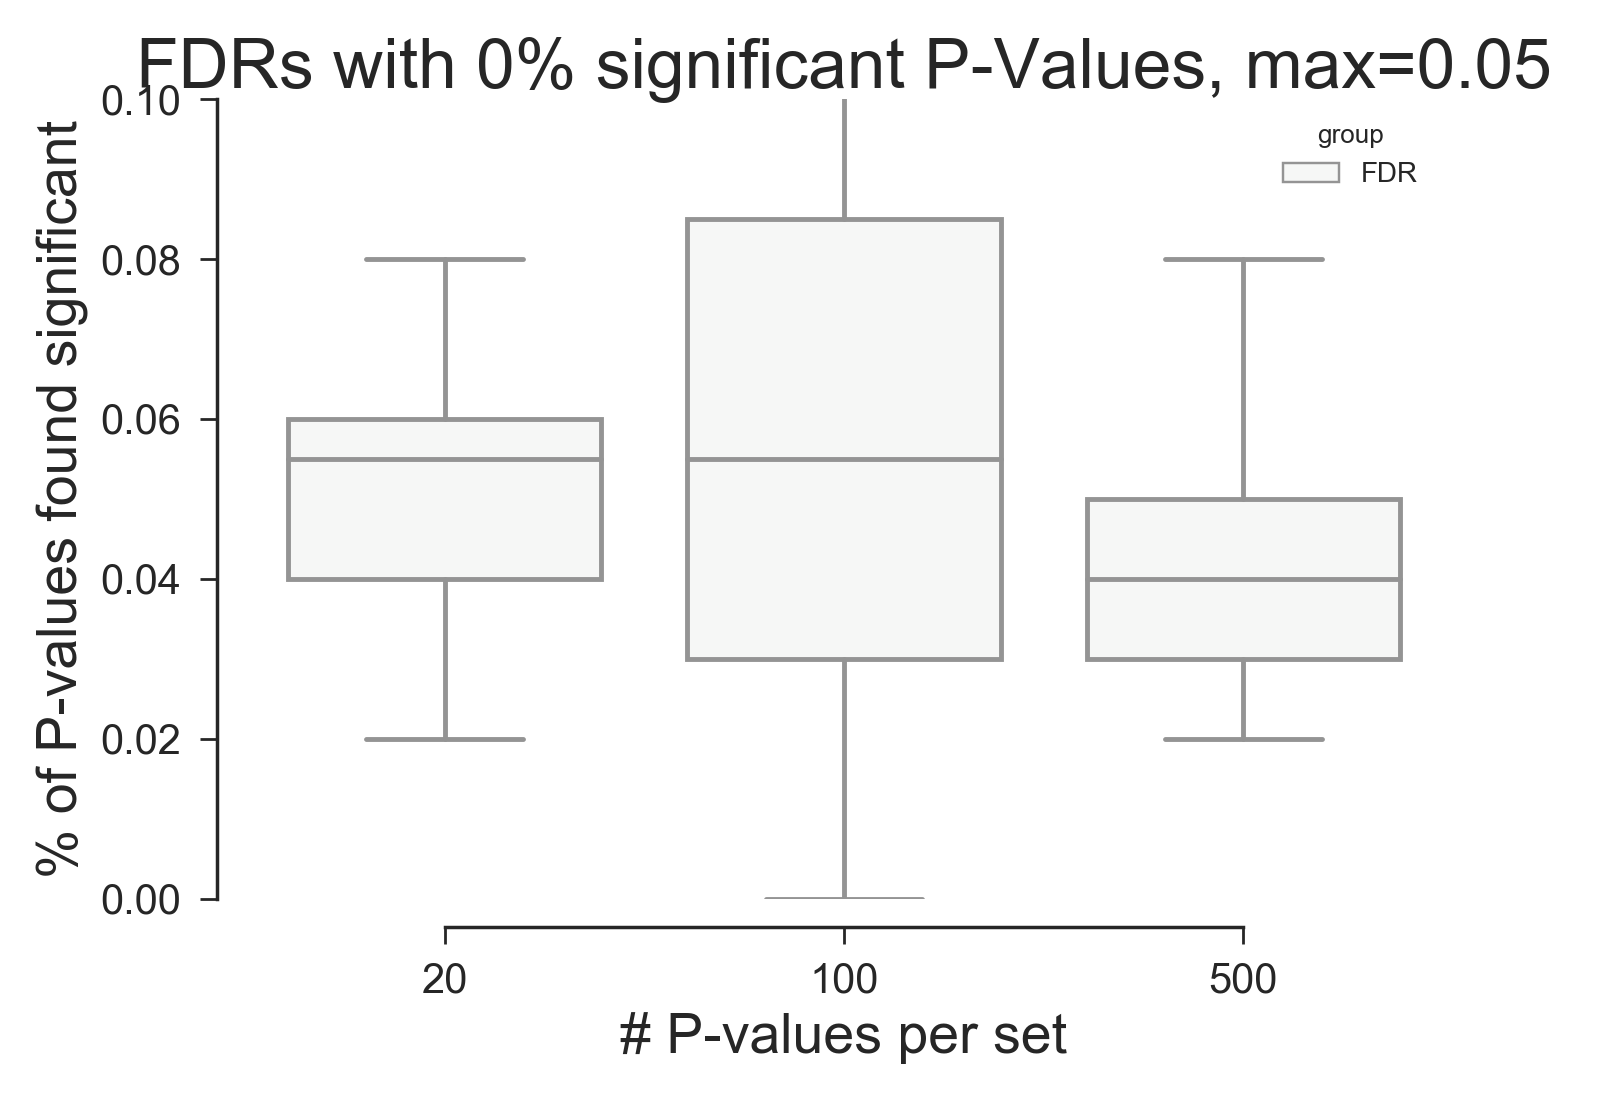 FDRs with 0% significant P-Values, max=0.05
% of P-values found significant
0.10
0.08
0.06
0.04
0.02
0.00
group
FDR
20
100
500
# P-values per set